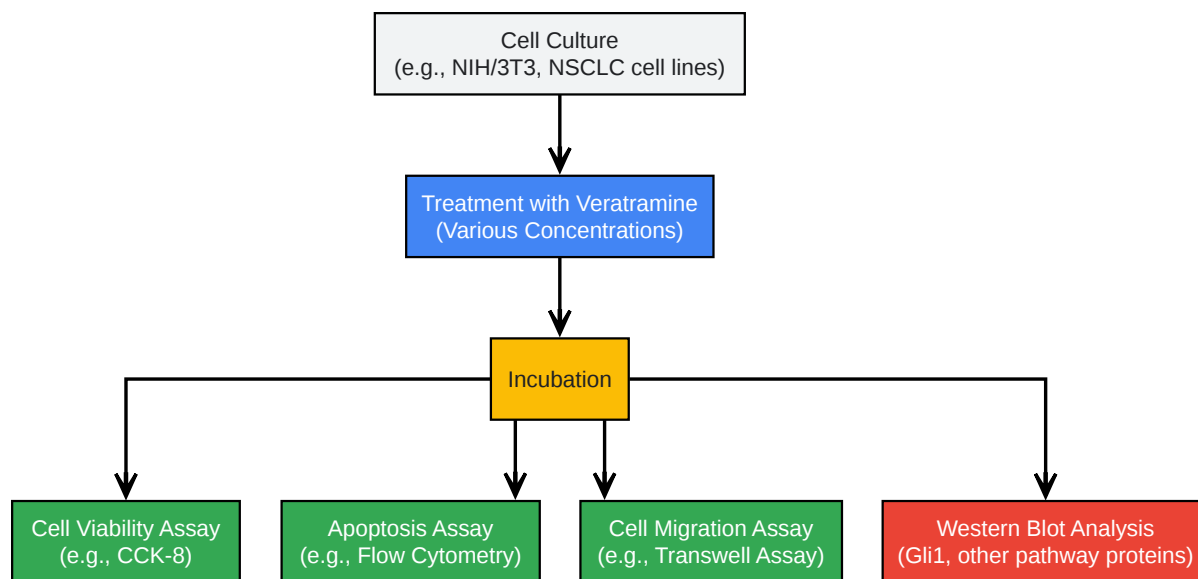 Cell Culture
(e.g., NIH/3T3, NSCLC cell lines)
Treatment with Veratramine
(Various Concentrations)
Incubation
Cell Viability Assay
(e.g., CCK-8)
Apoptosis Assay
(e.g., Flow Cytometry)
Cell Migration Assay
(e.g., Transwell Assay)
Western Blot Analysis
(Gli1, other pathway proteins)